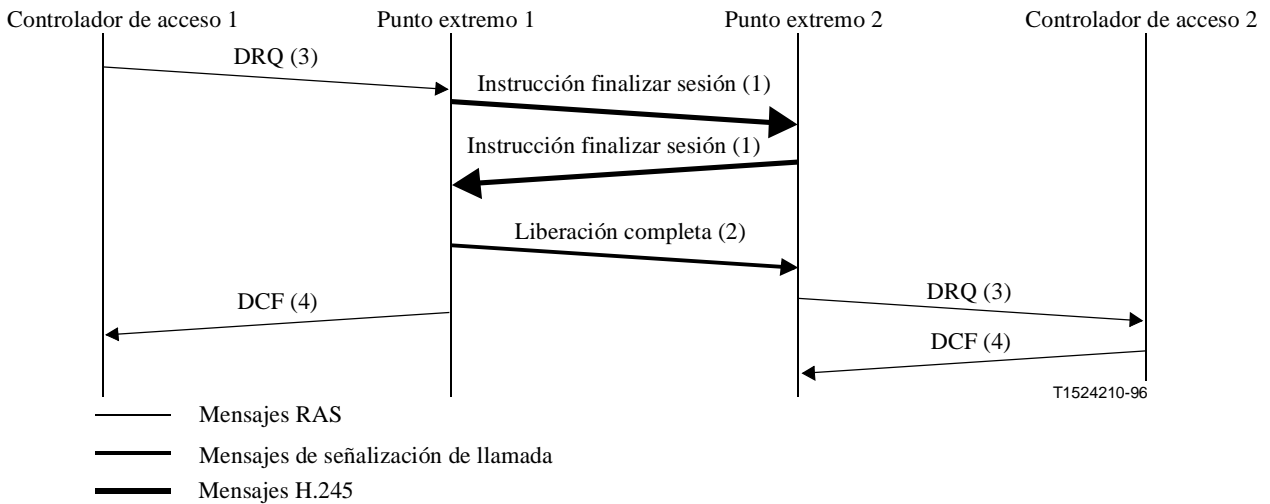 Controlador de acceso 1
Punto extremo 1
Punto extremo 2
Controlador de acceso 2
DRQ (3)
Instrucción finalizar sesión (1)
Instrucción finalizar sesión (1)
Liberación completa (2)
DRQ (3)
DCF (4)
DCF (4)
T1524210-96
Mensajes RAS
Mensajes de señalización de llamada
Mensajes H.245